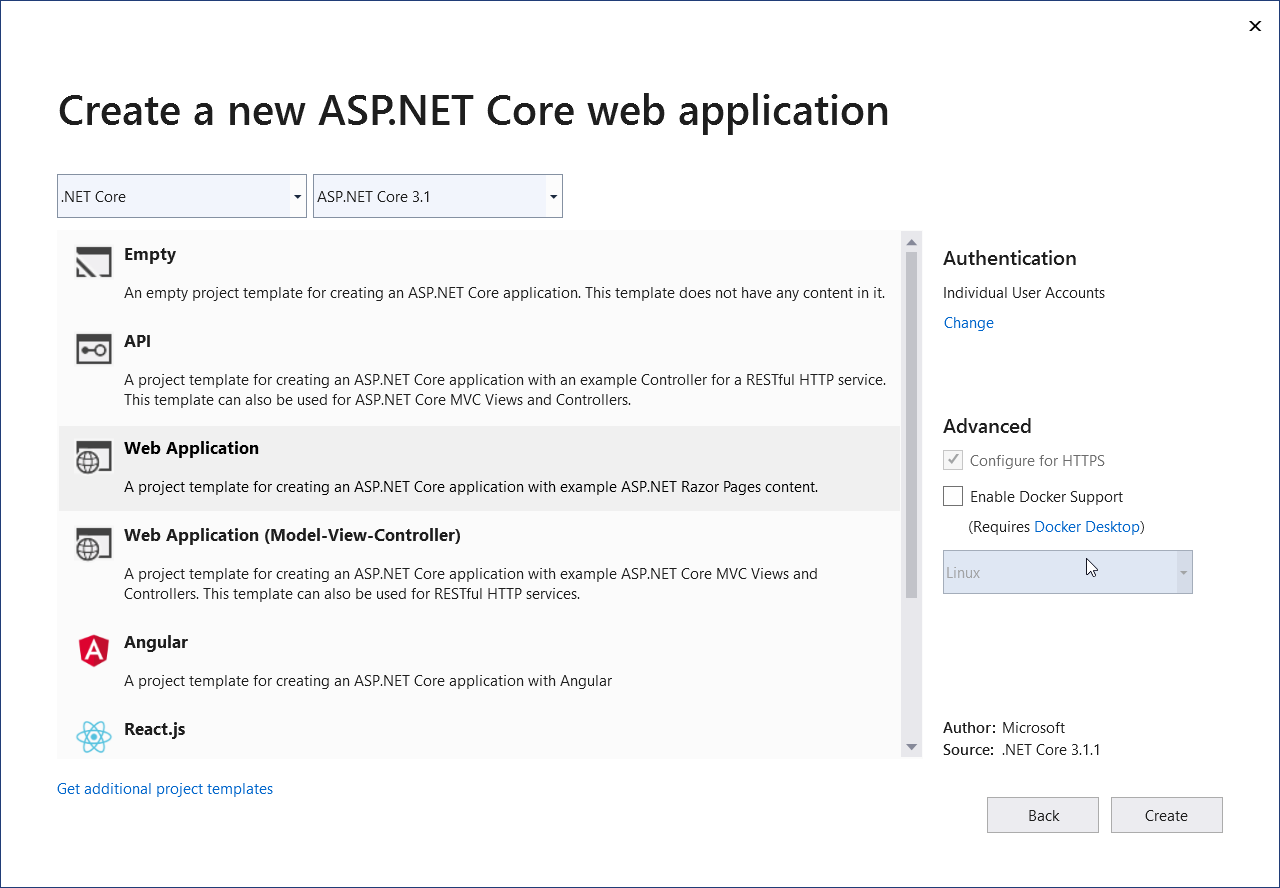 Create a new ASP.NET Core web application
.NET Core
ASP.NET Core 3.1
Empty
An empty project template for creating an ASP.NET Core application. This template does not have any content in it.
API
A project template for creating an ASP.NET Core application with an example Controller for a RESTful HTTP service.
This template can also be used for ASP.NET Core MVC Views and Controllers.
Web Application
A project template for creating an ASP.NET Core application with example ASP.NET Razor Pages content.
Web Application (Model-View-Controller)
A project template for creating an ASP.NET Core application with example ASP.NET Core MVC Views and
Controllers. This template can also be used for RESTful HTTP services.
Angular
A project template for creating an ASP.NET Core application with Angular
React.js
Get additional project templates
Authentication
Individual User Accounts
Change
Advanced
Configure for HTTPS
Enable Docker Support
(Requires Docker Desktop)
Linux
Author: Microsoft
Source: .NET Core 3.1.1
Back
Create